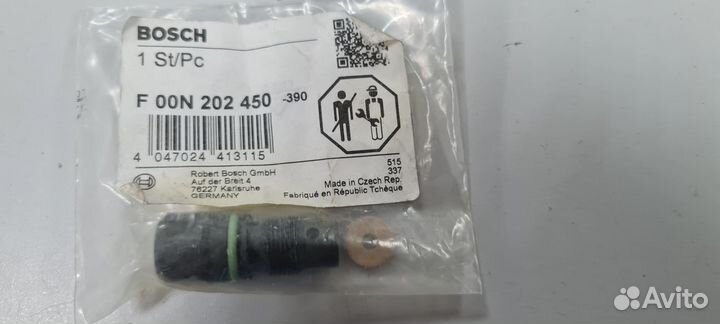 BOSCH
1 St/Pc
F 00N 202 450 -390
4 047024 413115
515
337
Robert Bosch GmbH
Auf der Breit 4
76227 Karlsruhe
GERMANY
Made in Czech Rep.
Fabriqué en République Tchèque
Avito